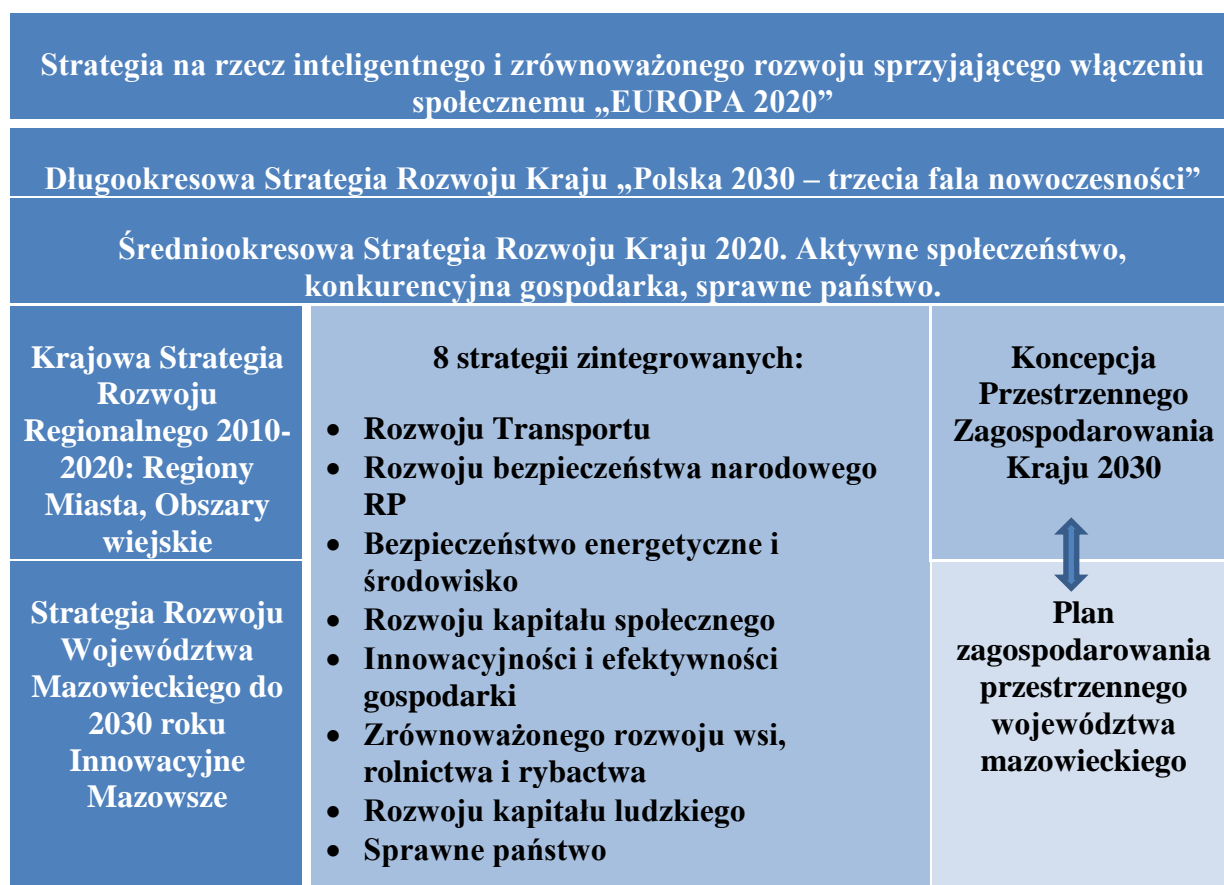 Strategia na rzecz inteligentnego i zrównoważonego rozwoju sprzyjającego włączeniu
społecznemu „EUROPA 2020”
Długookresowa Strategia Rozwoju Kraju „Polska 2030 – trzecia fala nowoczesności”
Średniookresowa Strategia Rozwoju Kraju 2020. Aktywne społeczeństwo,
konkurencyjna gospodarka, sprawne państwo.
Krajowa Strategia
Rozwoju
Regionalnego 2010-
2020: Regiony
Miasta, Obszary
wiejskie
Strategia Rozwoju
Województwa
Mazowieckiego do
2030 roku
Innowacyjne
Mazowsze
8 strategii zintegrowanych:
• Rozwoju Transportu
• Rozwoju bezpieczeństwa narodowego
RP
• Bezpieczeństwo energetyczne i
środowisko
• Rozwoju kapitału społecznego
• Innowacyjności i efektywności
gospodarki
• Zrównoważonego rozwoju wsi,
rolnictwa i rybactwa
• Rozwoju kapitału ludzkiego
• Sprawne państwo
Koncepcja
Przestrzennego
Zagospodarowania
Kraju 2030
Plan
zagospodarowania
przestrzennego
województwa
mazowieckiego